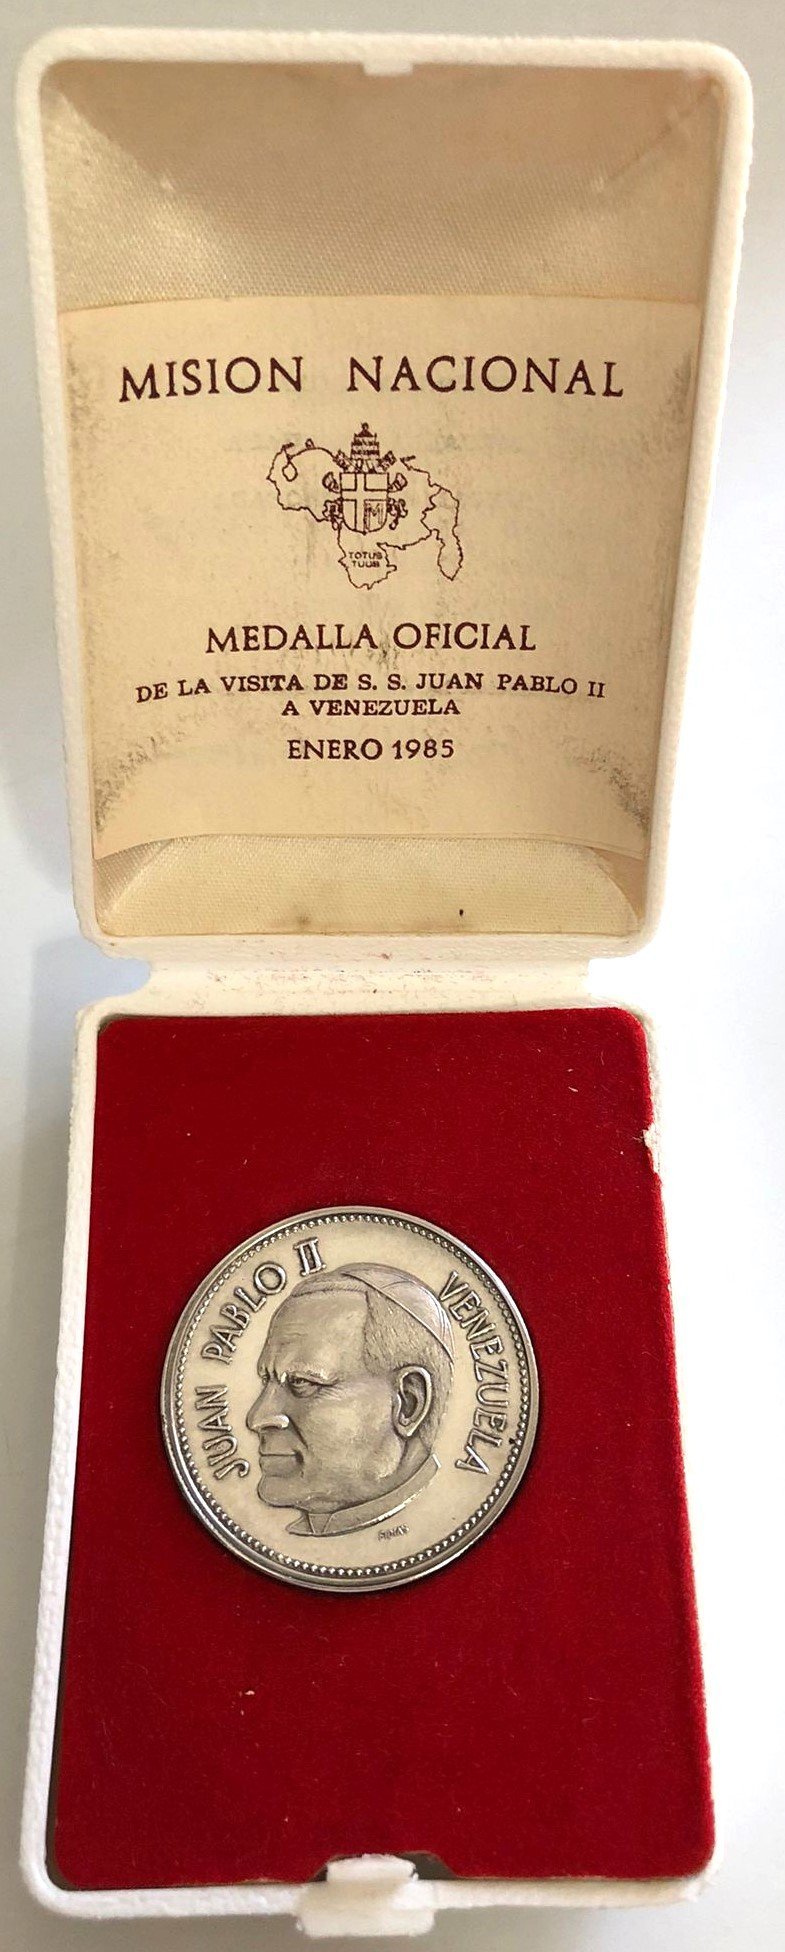 MISION NACIONAL
TOTUS
TUUS
MEDALLA OFICIAL
DE LA VISITA DE S. S. JUAN PABLO II
A VENEZUELA
ENERO 1985
JUAN PABLO II
VENEZUELA